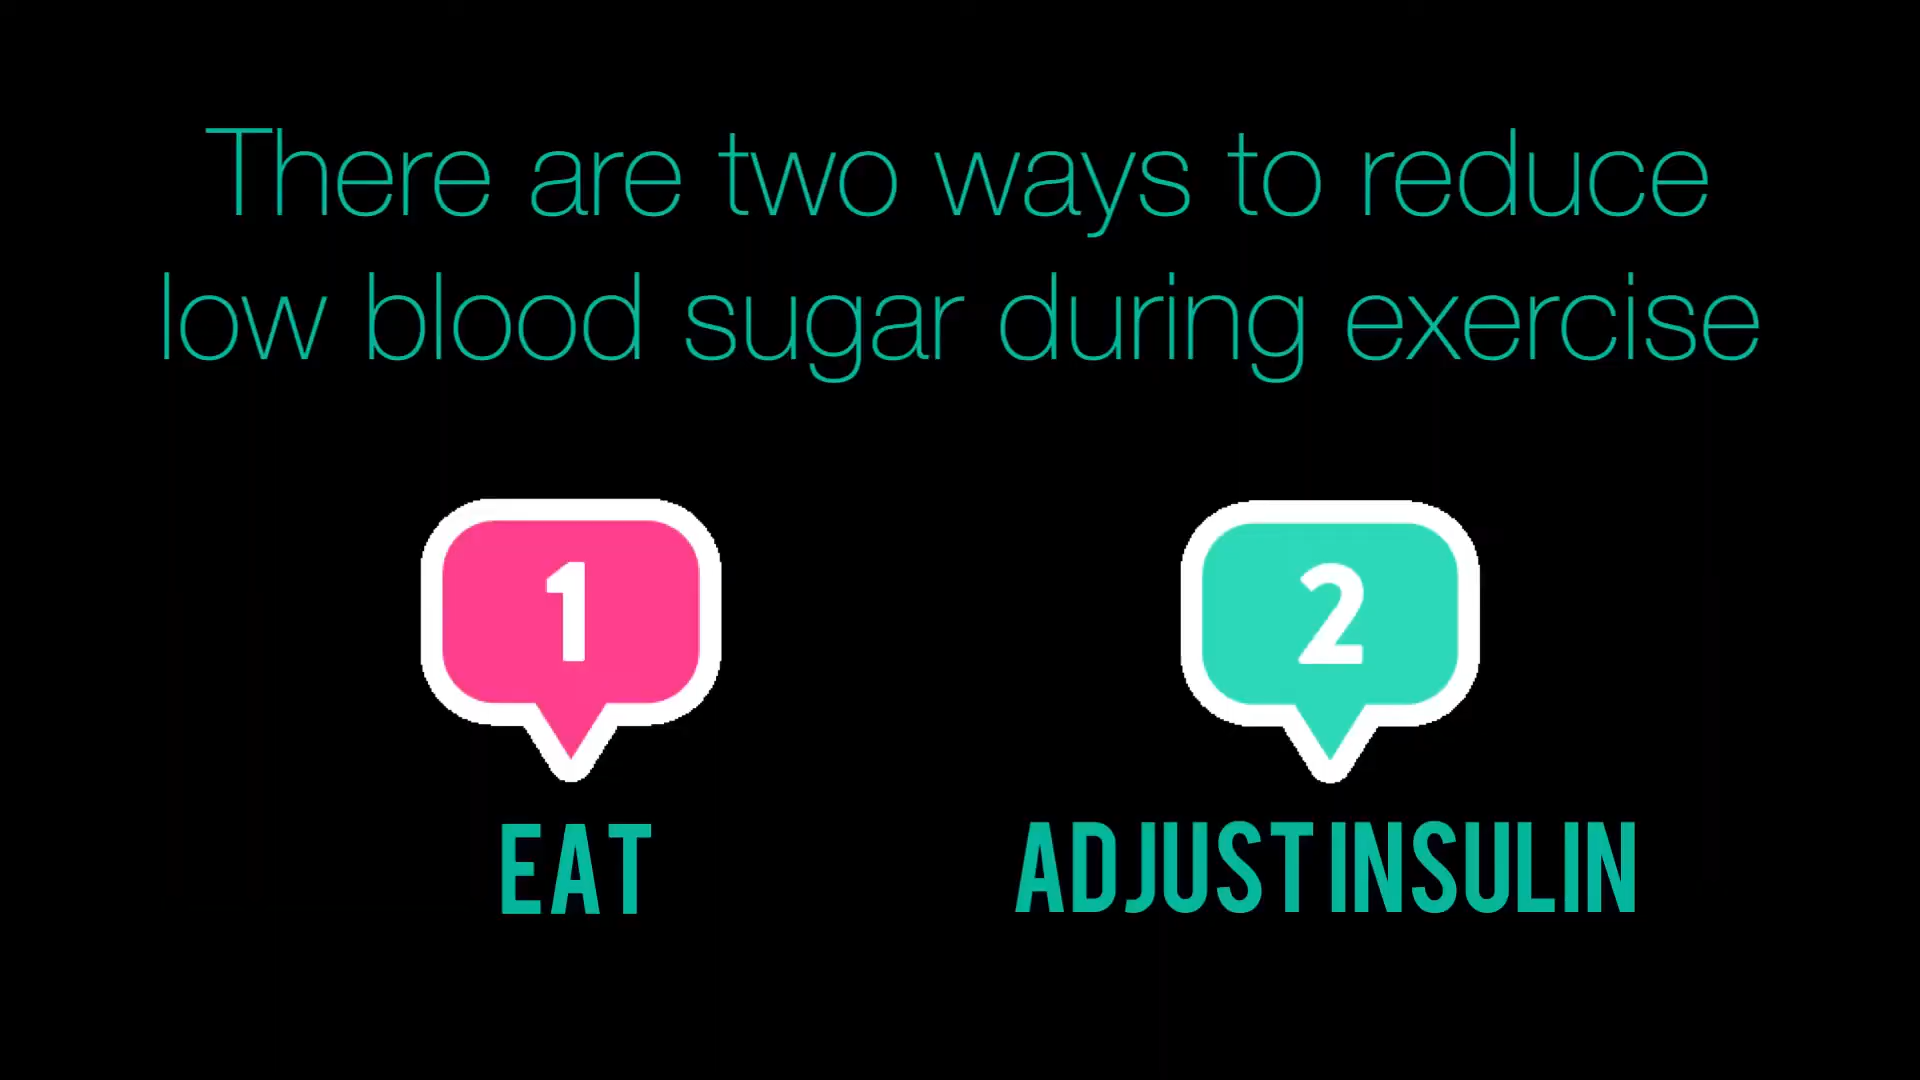 There are two ways to reduce
low blood sugar during exercise
1
2
EAT
ADJUST INSULIN